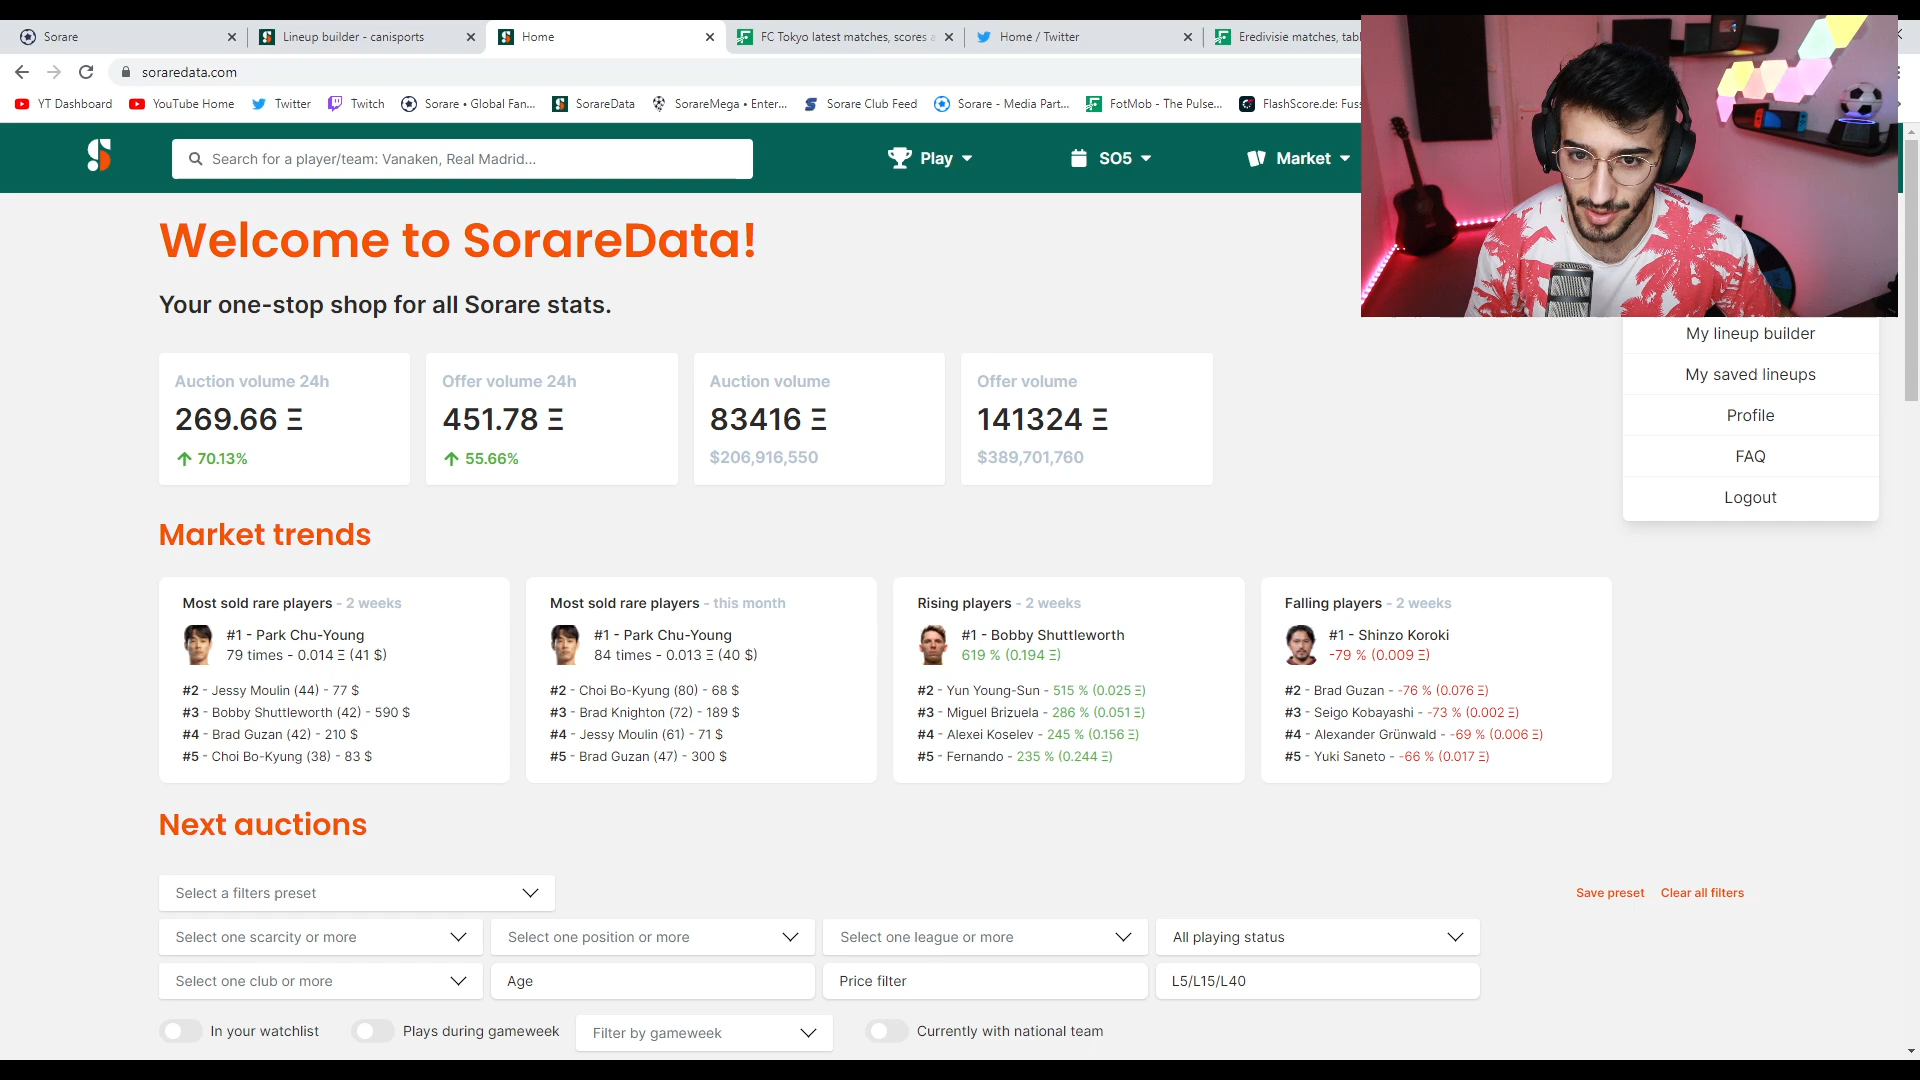 Sorare
Lineup builder - canisports
Home
FC Tokyo latest matches, scores
Home / Twitter
Eredivisie matches, tabl
soraredata.com
YT Dashboard
YouTube Home
Twitter
Twitch
Sorare • Global Fan...
SorareData
SorareMega • Enter...
Sorare Club Feed
Sorare - Media Part...
FotMob - The Pulse...
FlashScore.de: Fuss
Search for a player/team: Vanaken, Real Madrid...
Play
SO5
Market
Welcome to SorareData!
Your one-stop shop for all Sorare stats.
My lineup builder
My saved lineups
Profile
FAQ
Logout
Auction volume 24h
269.66 Ξ
70.13%
Offer volume 24h
451.78 Ξ
55.66%
Auction volume
83416 Ξ
$206,916,550
Offer volume
141324 Ξ
$389,701,760
Market trends
Most sold rare players - 2 weeks
#1 - Park Chu-Young
79 times - 0.014 Ξ (41 $)
#2 - Jessy Moulin (44) - 77 $
#3 - Bobby Shuttleworth (42) - 590 $
#4 - Brad Guzan (42) - 210 $
#5 - Choi Bo-Kyung (38) - 83 $
Most sold rare players - this month
#1 - Park Chu-Young
84 times - 0.013 Ξ (40 $)
#2 - Choi Bo-Kyung (80) - 68 $
#3 - Brad Knighton (72) - 189 $
#4 - Jessy Moulin (61) - 71 $
#5 - Brad Guzan (47) - 300 $
Rising players - 2 weeks
#1 - Bobby Shuttleworth
619 % (0.194 Ξ)
#2 - Yun Young-Sun - 515 % (0.025 Ξ)
#3 - Miguel Brizuela - 286 % (0.051 Ξ)
#4 - Alexei Koselev - 245 % (0.156 Ξ)
#5 - Fernando - 235 % (0.244 Ξ)
Falling players - 2 weeks
#1 - Shinzo Koroki
-79 % (0.009 Ξ)
#2 - Brad Guzan - -76 % (0.076 Ξ)
#3 - Seigo Kobayashi - -73 % (0.002 Ξ)
#4 - Alexander Grünwald - -69 % (0.006 Ξ)
#5 - Yuki Saneto - -66 % (0.017 Ξ)
Next auctions
Select a filters preset
Save preset
Clear all filters
Select one scarcity or more
Select one position or more
Select one league or more
All playing status
Select one club or more
Age
Price filter
L5/L15/L40
In your watchlist
Plays during gameweek
Filter by gameweek
Currently with national team